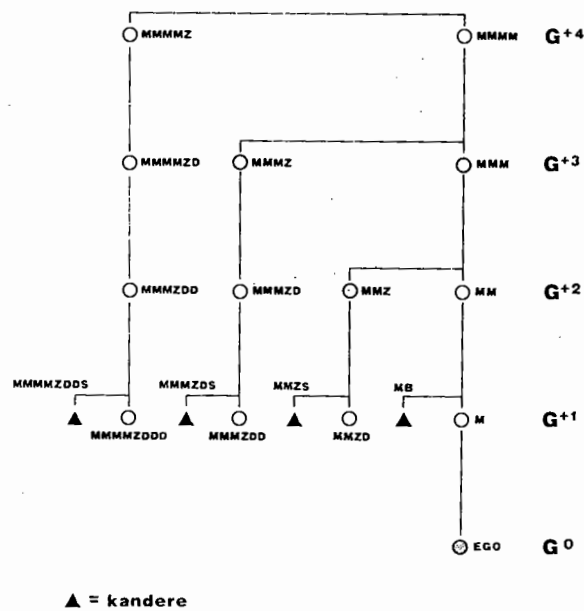 MMMMZ MMMM G+4
MMMMZD MMMZ MMM G+3
MMMZDD MMMZD MMZ MM G+2
MMMMZDDS MMMZDS MMZS MB
M G+1
MMMMZDDD MMMZDD MMZD
EGO G0
▲ = kandere